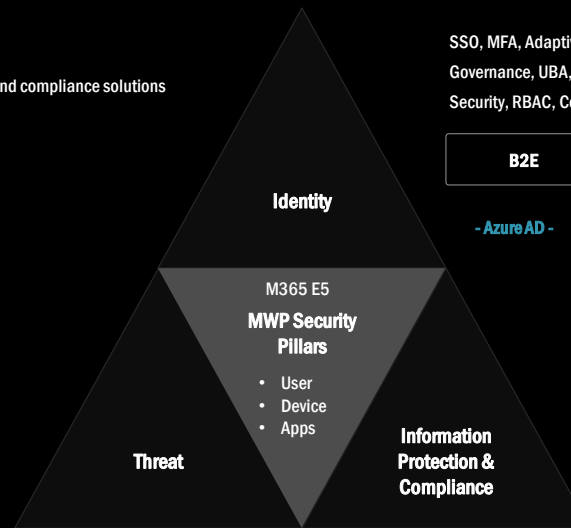 SSO, MFA,
nd compliance solutions
Governance, UBA,
Security, RBAC,
B2E
Identity
- Azure AD -
M365 E5
MWP Security
Pillars
• User
• Device
• Apps
Information
Threat
Protection &
Compliance